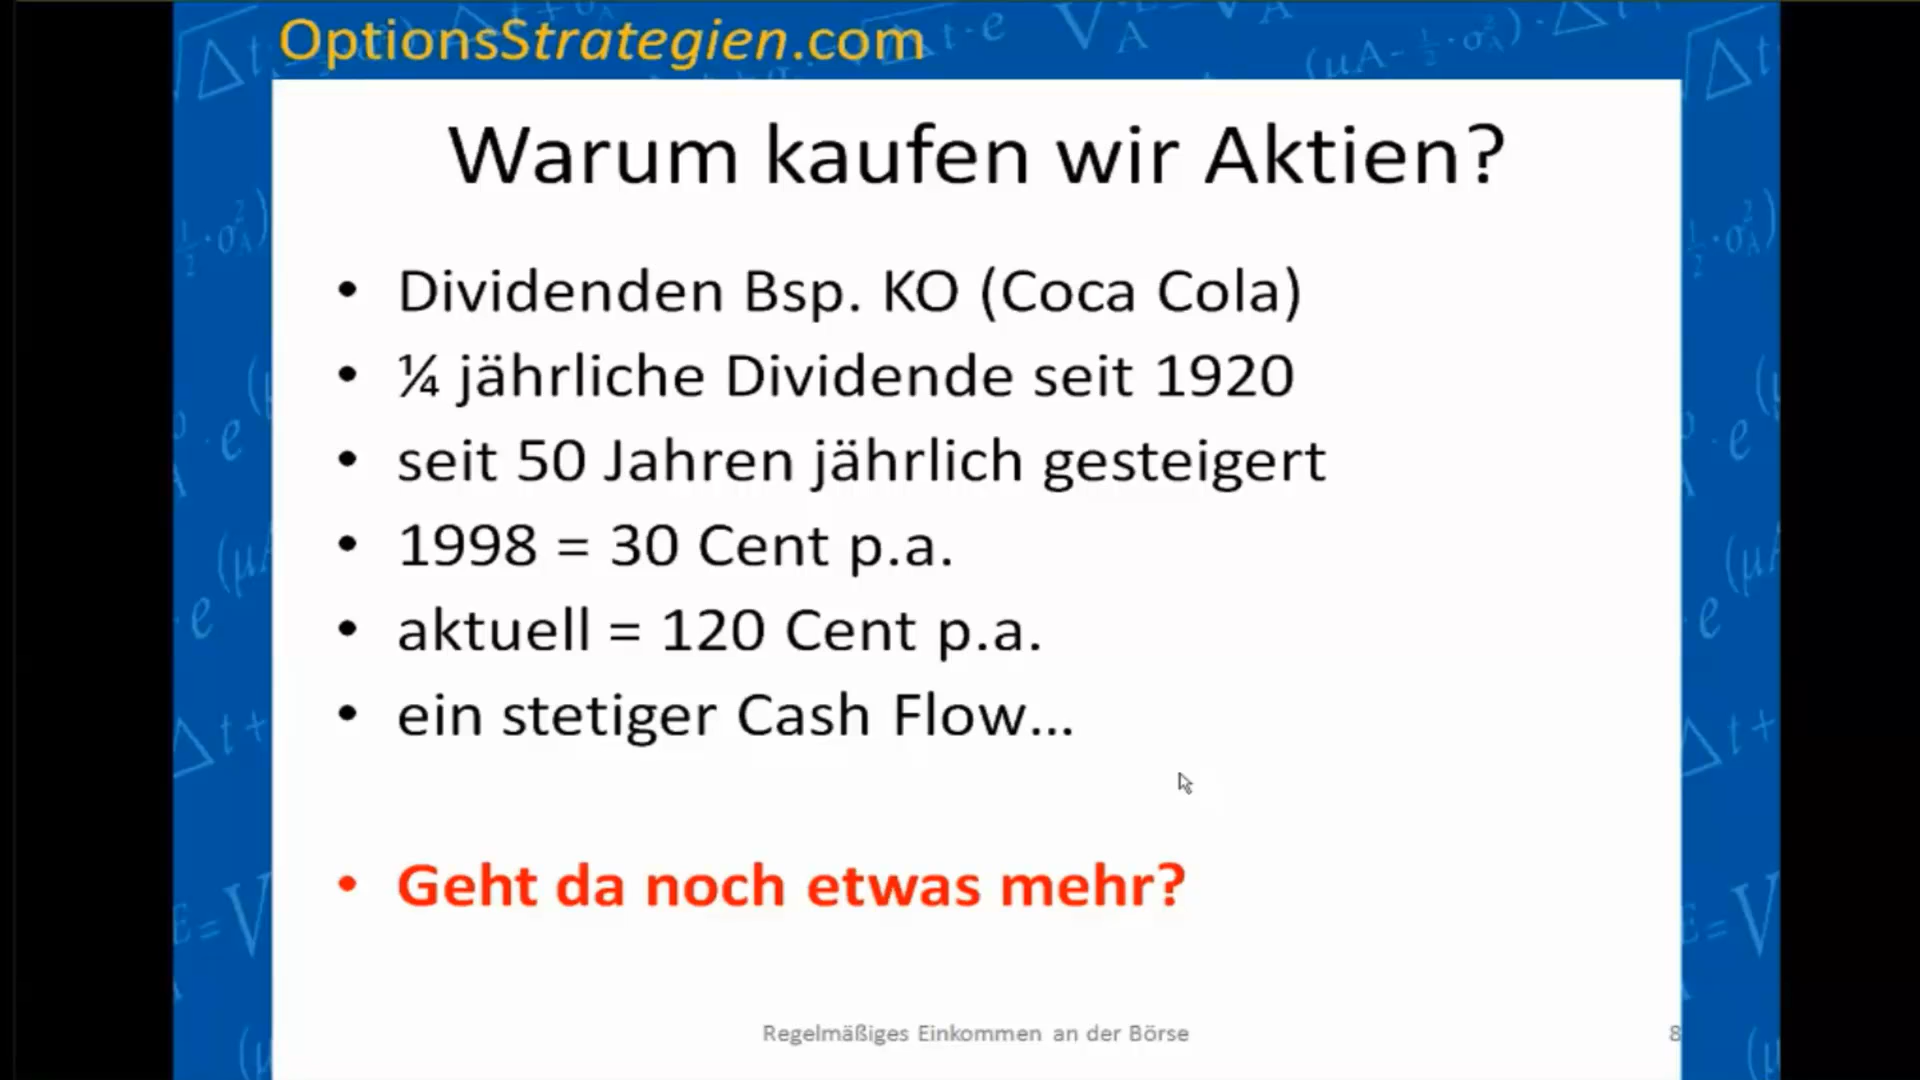 OptionsStrategien.com
Warum kaufen wir Aktien?
• Dividenden Bsp. KO (Coca Cola)
• ¼ jährliche Dividende seit 1920
• seit 50 Jahren jährlich gesteigert
• 1998 = 30 Cent p.a.
• aktuell = 120 Cent p.a.
• ein stetiger Cash Flow...
• Geht da noch etwas mehr?
Regelmäßiges Einkommen an der Börse
8